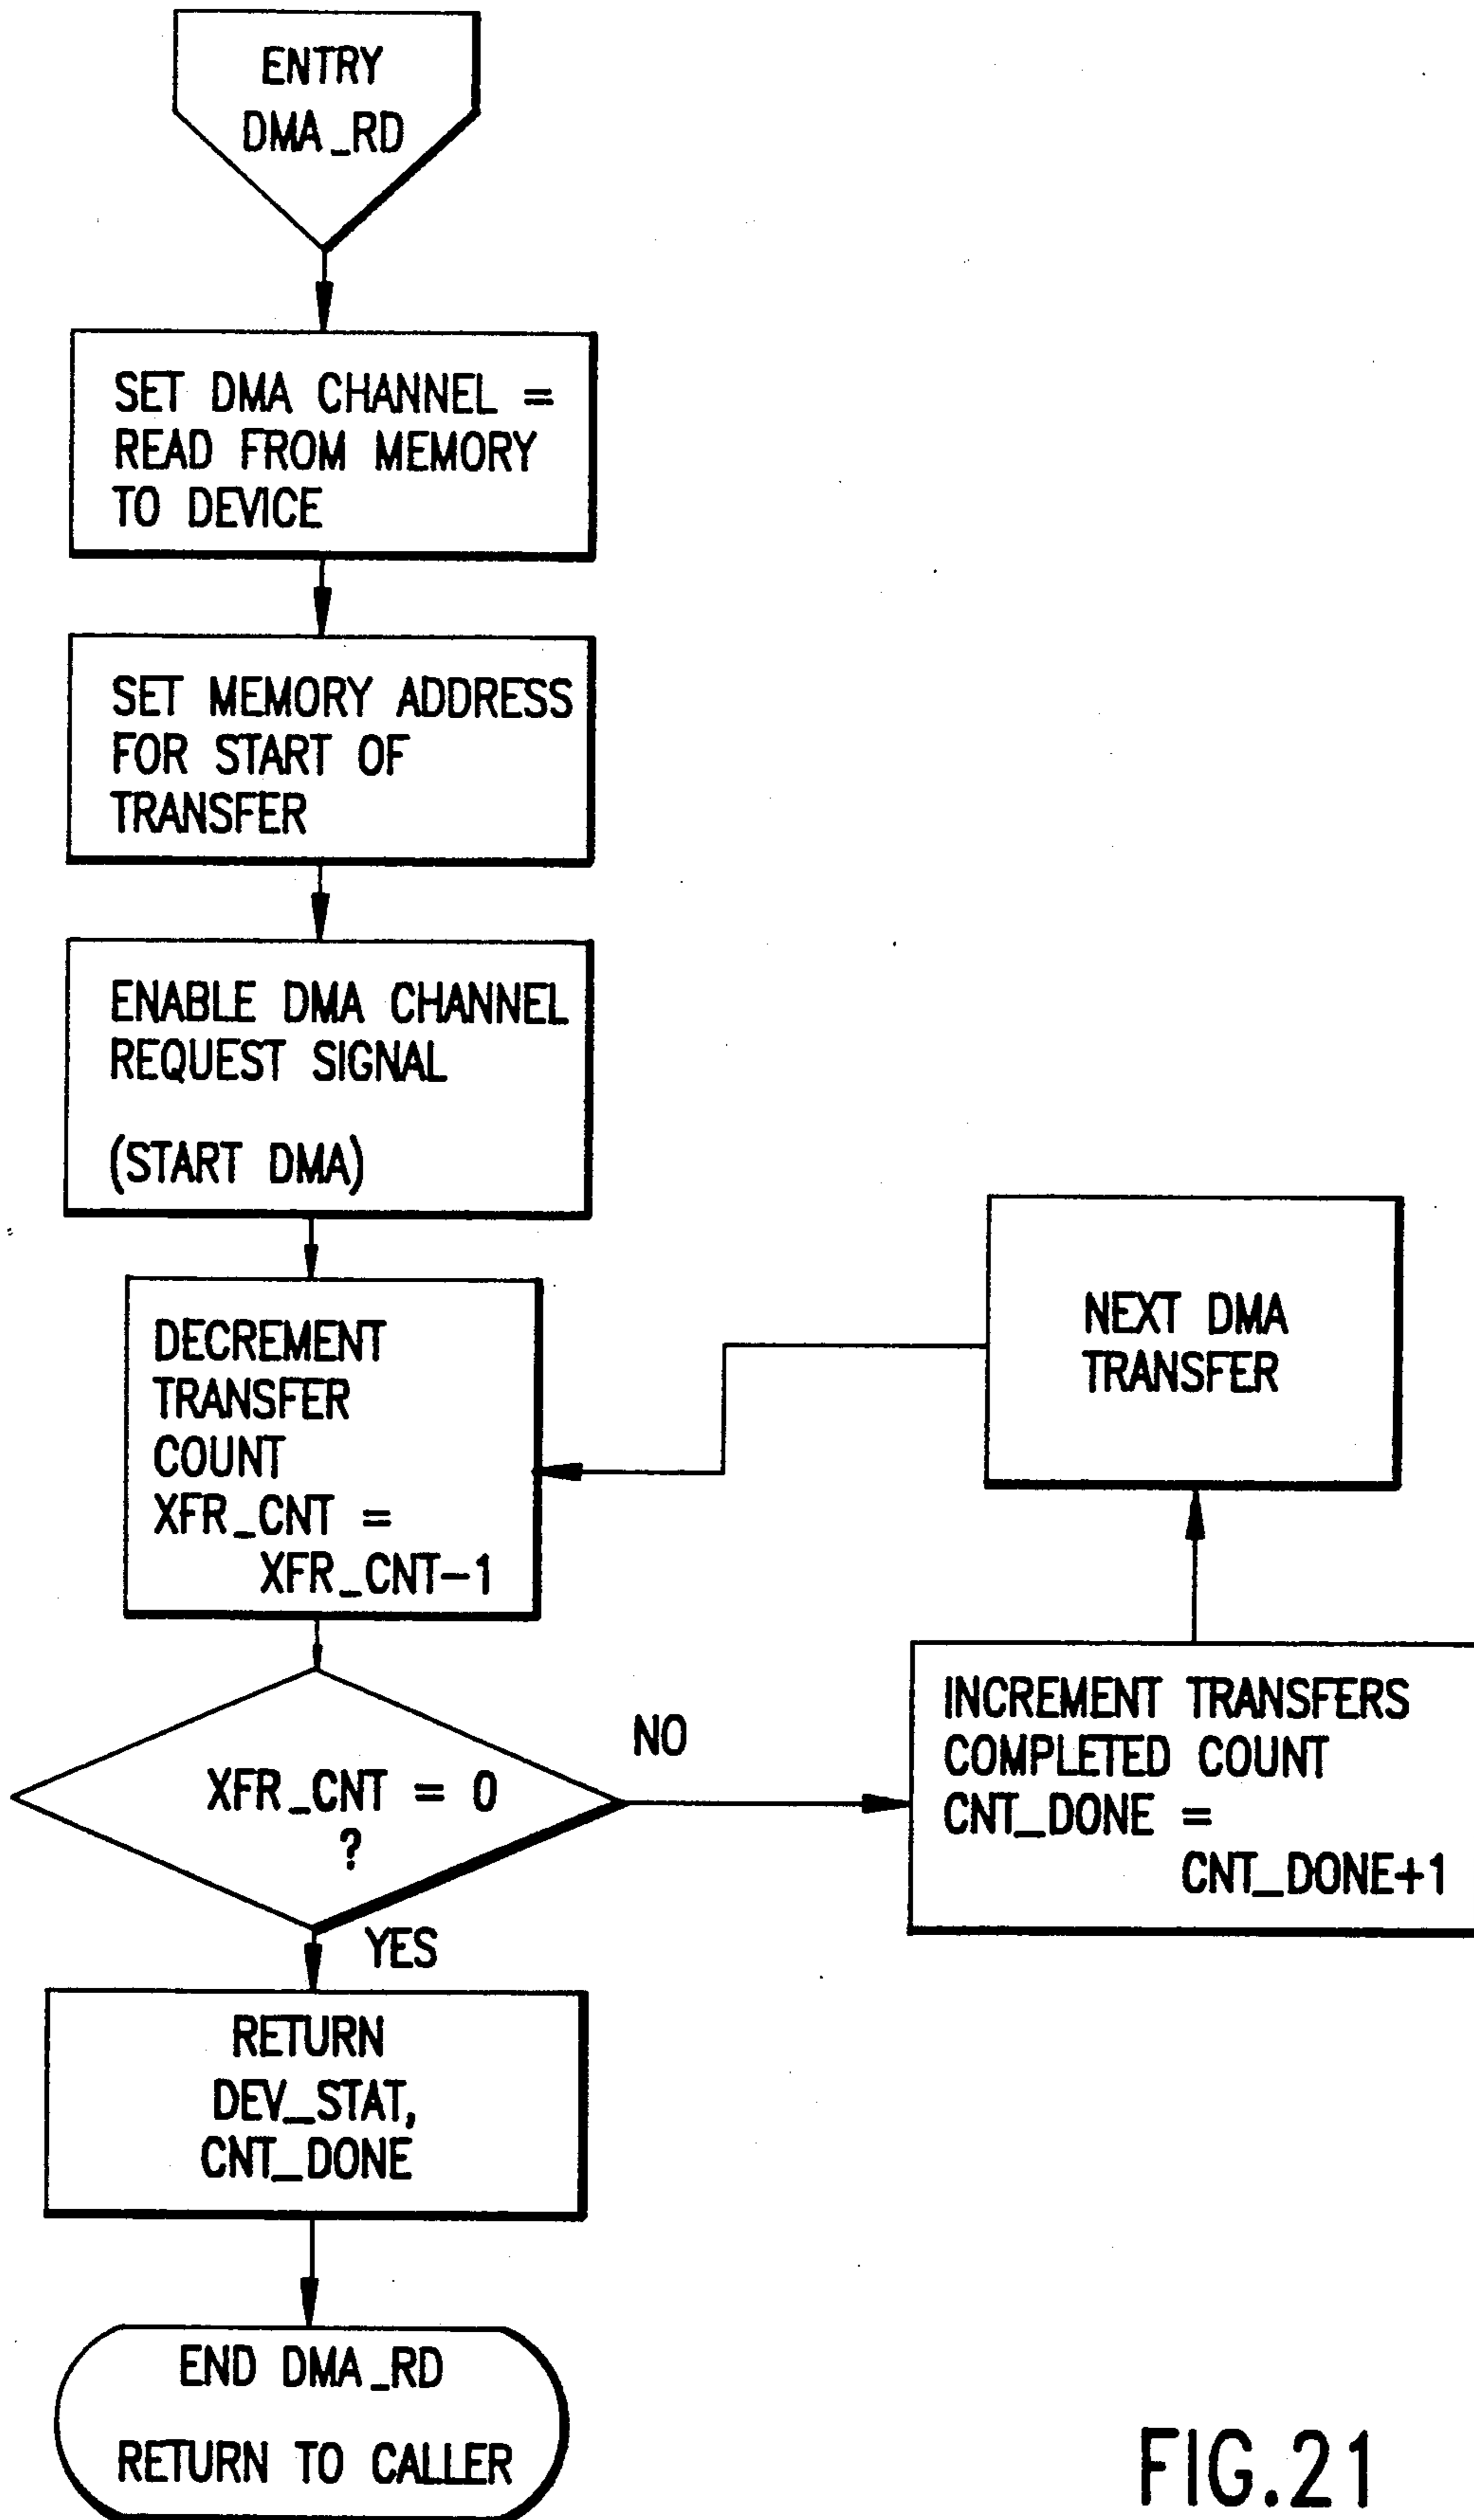 ENTRY
DMA_RD
SET DMA CHANNEL =
READ FROM MEMORY
TO DEVICE
SET MEMORY ADDRESS
FOR START OF
TRANSFER
ENABLE DMA CHANNEL
REQUEST SIGNAL
(START DMA)
DECREMENT
TRANSFER
COUNT
XFR_CNT =
XFR_CNT-1
NEXT DMA
TRANSFER
XFR_CNT = 0
?
NO
INCREMENT TRANSFERS
COMPLETED COUNT
CNT_DONE =
CNT_DONE+1
YES
RETURN
DEV_STAT,
CNT_DONE
END DMA_RD
RETURN TO CALLER
FIG.21